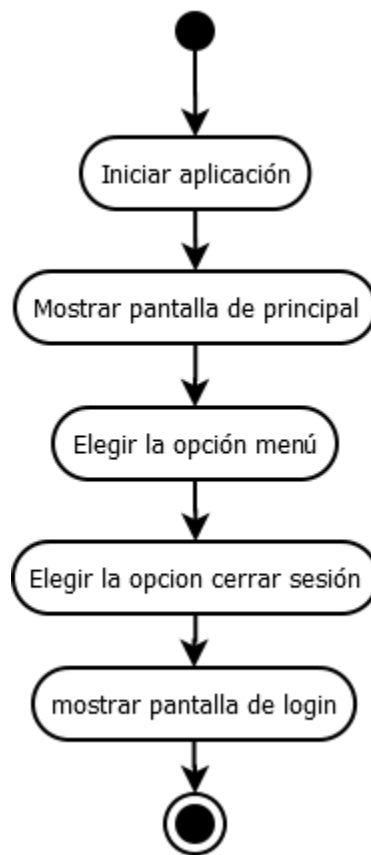 Iniciar aplicación
Mostrar pantalla de principal
Elegir la opción menú
Elegir la opcion cerrar sesión
mostrar pantalla de login